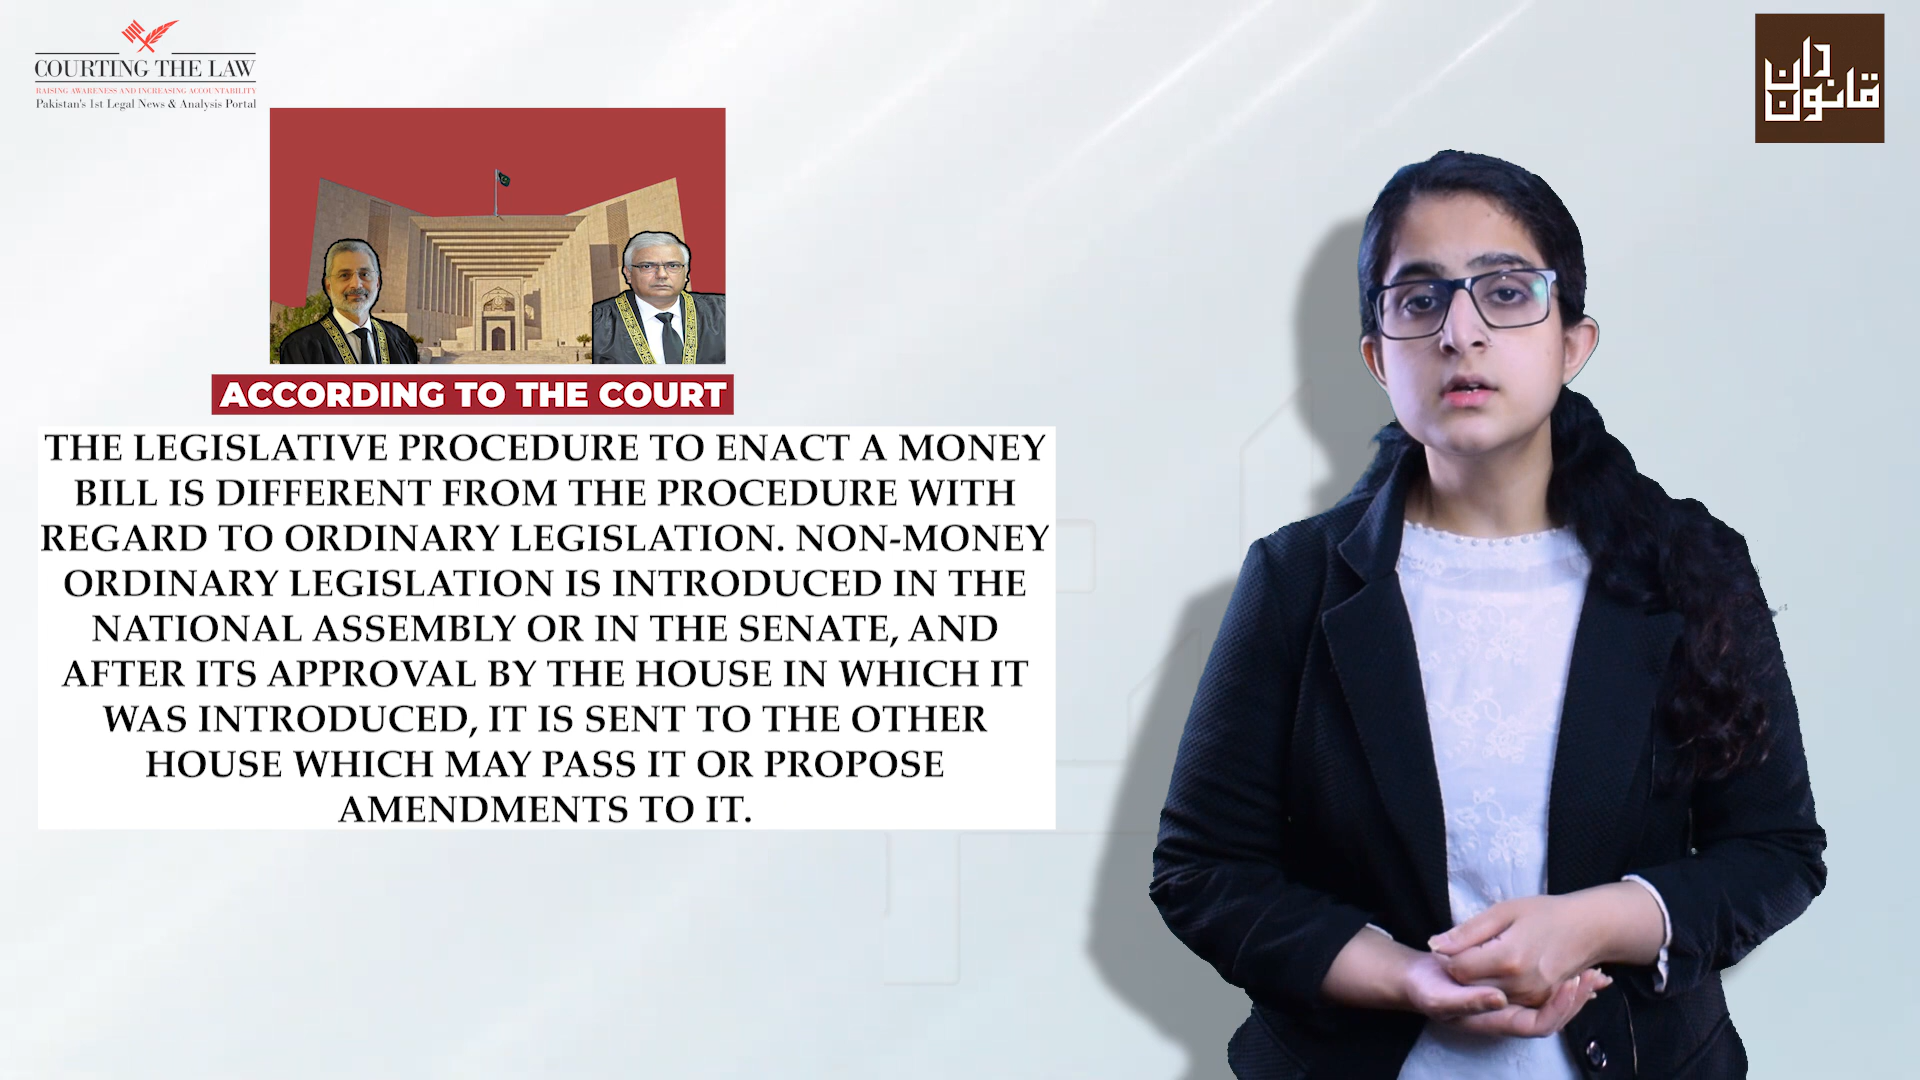 COURTING THE LAW
RAISING AWARENESS AND INCREASING ACCOUNTABILITY
Pakistan's 1st Legal News & Analysis Portal
قانون دان
ACCORDING TO THE COURT
THE LEGISLATIVE PROCEDURE TO ENACT A MONEY
BILL IS DIFFERENT FROM THE PROCEDURE WITH
REGARD TO ORDINARY LEGISLATION. NON-MONEY
ORDINARY LEGISLATION IS INTRODUCED IN THE
NATIONAL ASSEMBLY OR IN THE SENATE, AND
AFTER ITS APPROVAL BY THE HOUSE IN WHICH IT
WAS INTRODUCED, IT IS SENT TO THE OTHER
HOUSE WHICH MAY PASS IT OR PROPOSE
AMENDMENTS TO IT.